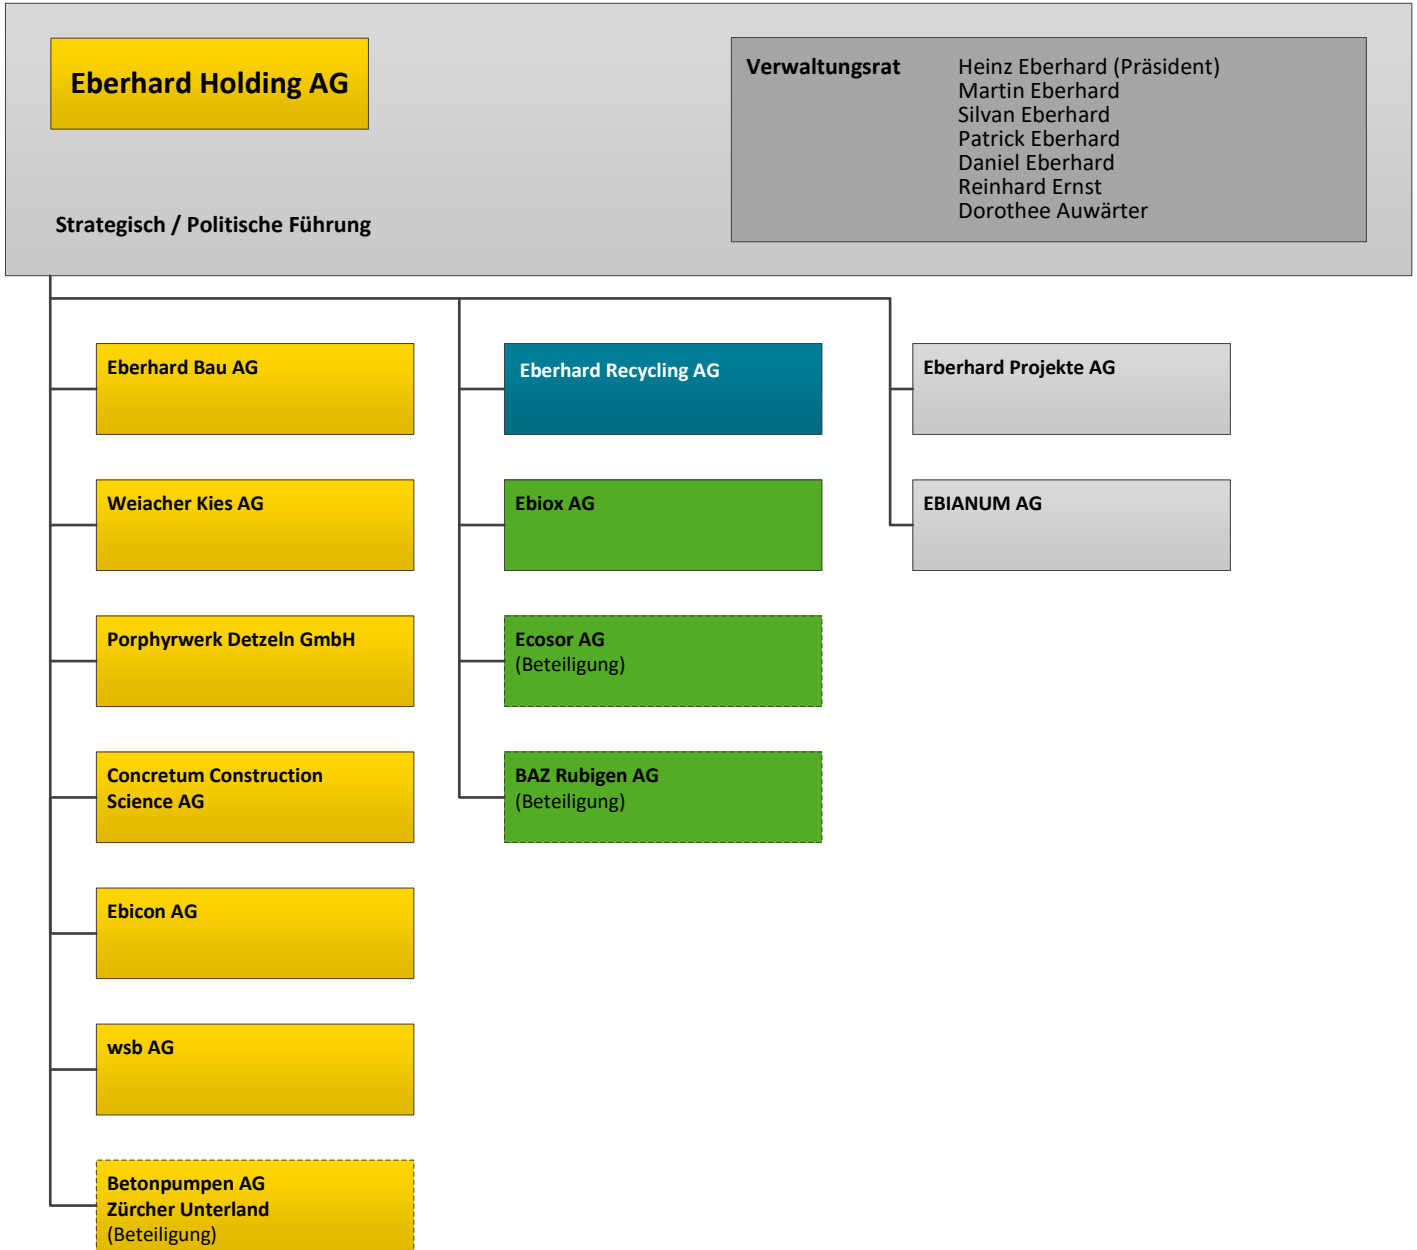 Eberhard Holding AG
Strategisch / Politische Führung
Verwaltungsrat Heinz Eberhard (Präsident)
Martin Eberhard
Silvan Eberhard
Patrick Eberhard
Daniel Eberhard
Reinhard Ernst
Dorothee Auwärter
Eberhard Bau AG
Weiacher Kies AG
Porphyrwerk Detzeln GmbH
Concretum Construction
Science AG
Ebicon AG
wsb AG
Betonpumpen AG
Zürcher Unterland
(Beteiligung)
Eberhard Recycling AG
Ebiox AG
Ecosor AG
(Beteiligung)
BAZ Rubigen AG
(Beteiligung)
Eberhard Projekte AG
EBIANUM AG